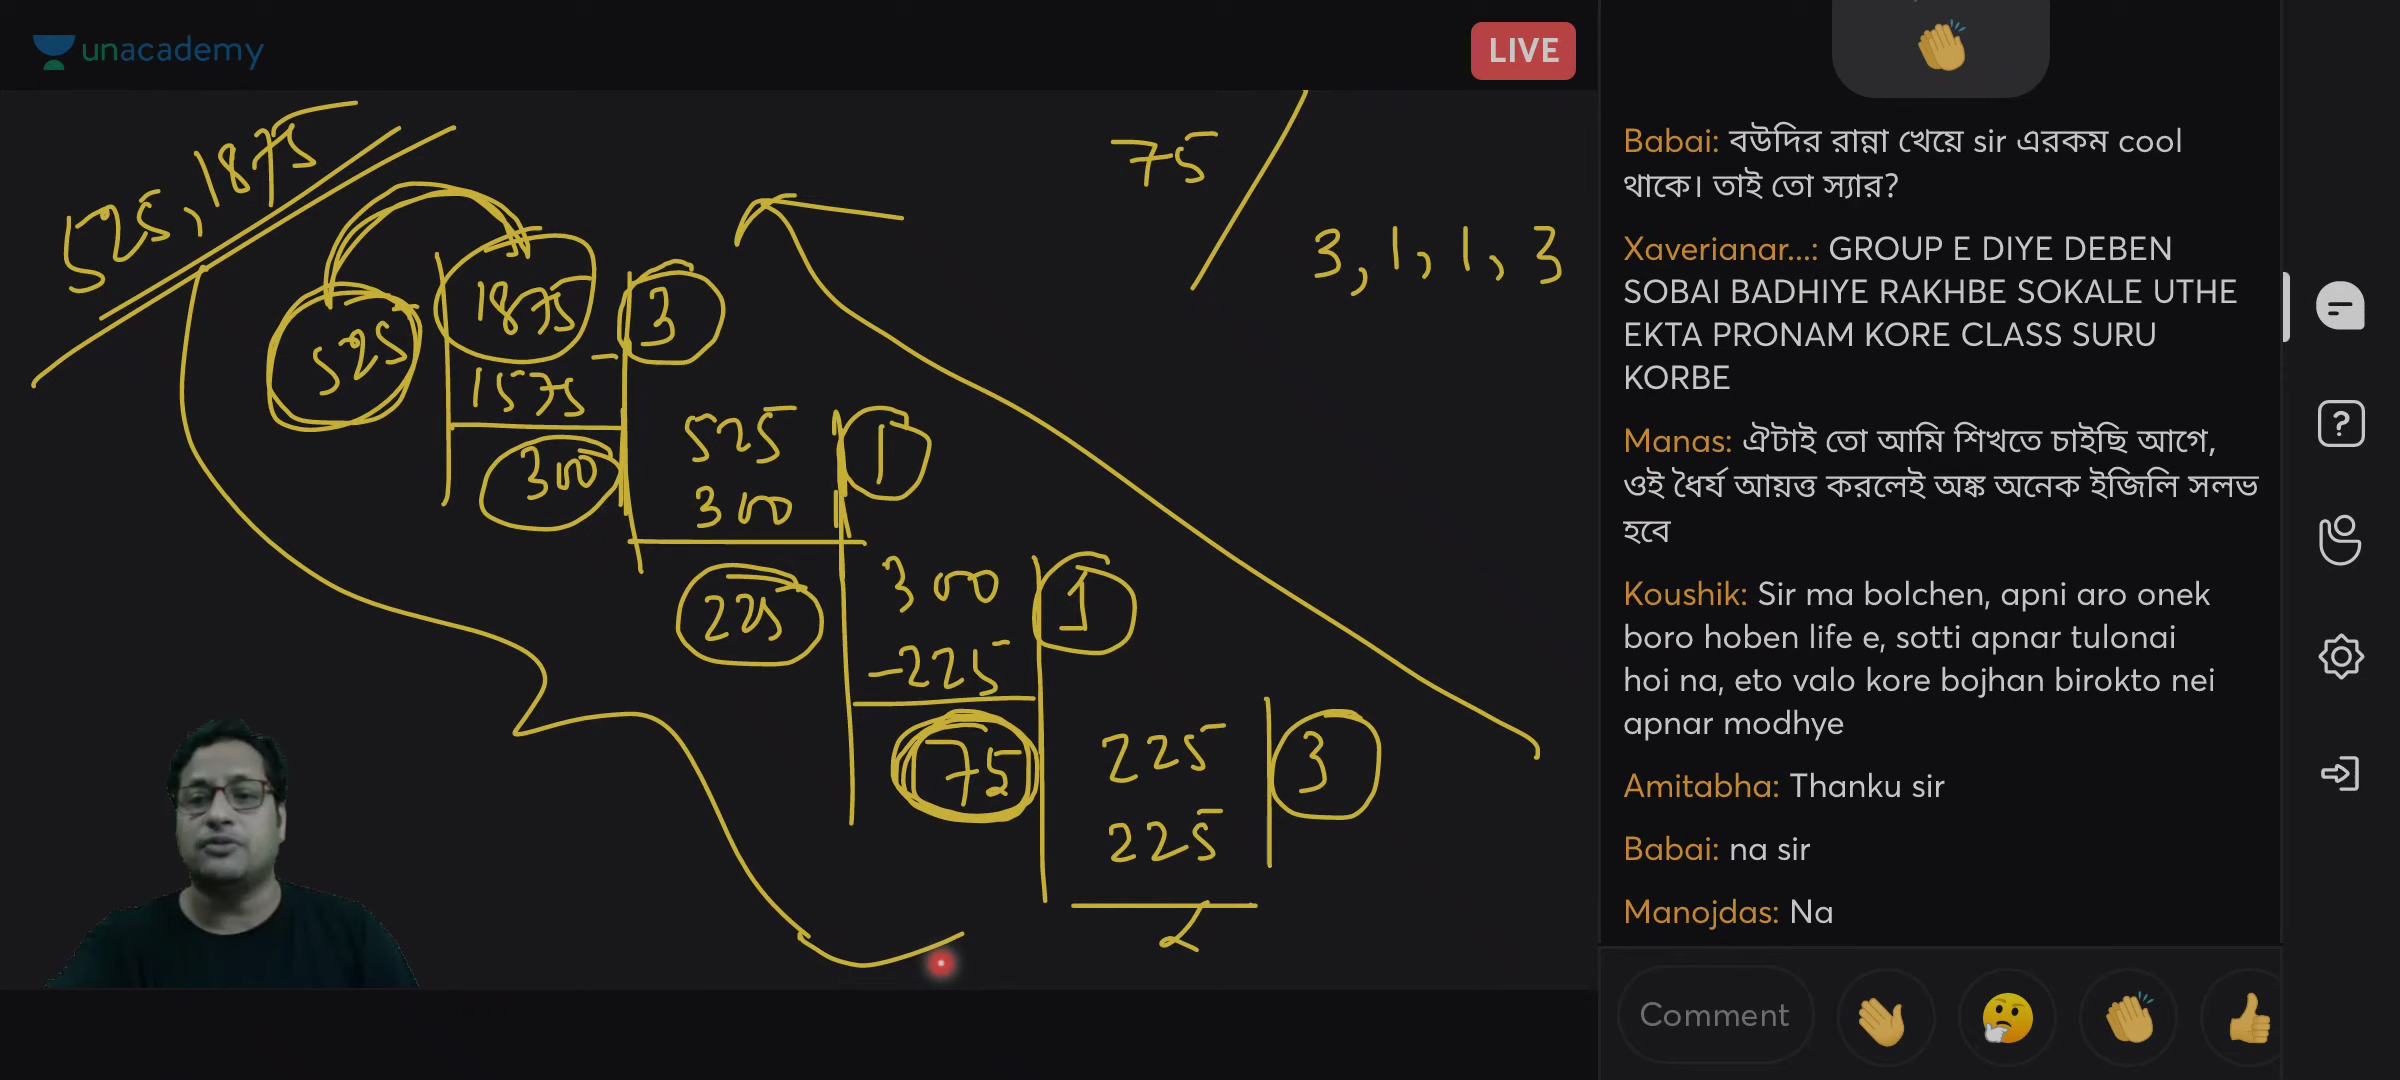 unacademy
LIVE
525, 1875
75
3, 1, 1, 3
525
1875
3
1575
300
525
1
300
225
300
1
-225
75
225
3
225
Babai: বউদির রান্না খেয়ে sir এরকম cool
থাকে। তাই তো স্যার?
Xaverianar...: GROUP E DIYE DEBEN
SOBAI BADHIYE RAKHBE SOKALE UTHE
EKTA PRONAM KORE CLASS SURU
KORBE
Manas: ঐটাই তো আমি শিখতে চাইছি আগে,
ওই ধৈর্য আয়ত্ত করলেই অঙ্ক অনেক ইজিলি সলভ
হবে
Koushik: Sir ma bolchen, apni aro onek
boro hoben life e, sotti apnar tulonai
hoi na, eto valo kore bojhan birokto nei
apnar modhye
Amitabha: Thanku sir
Babai: na sir
Manojdas: Na
Comment